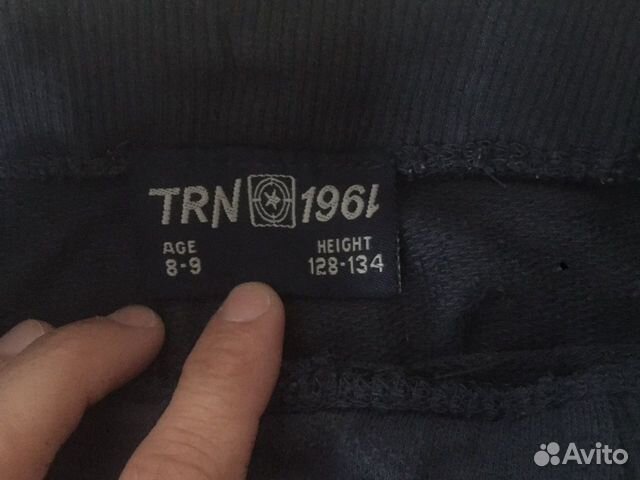 TRN 1961
AGE HEIGHT
8-9 128-134
Avito